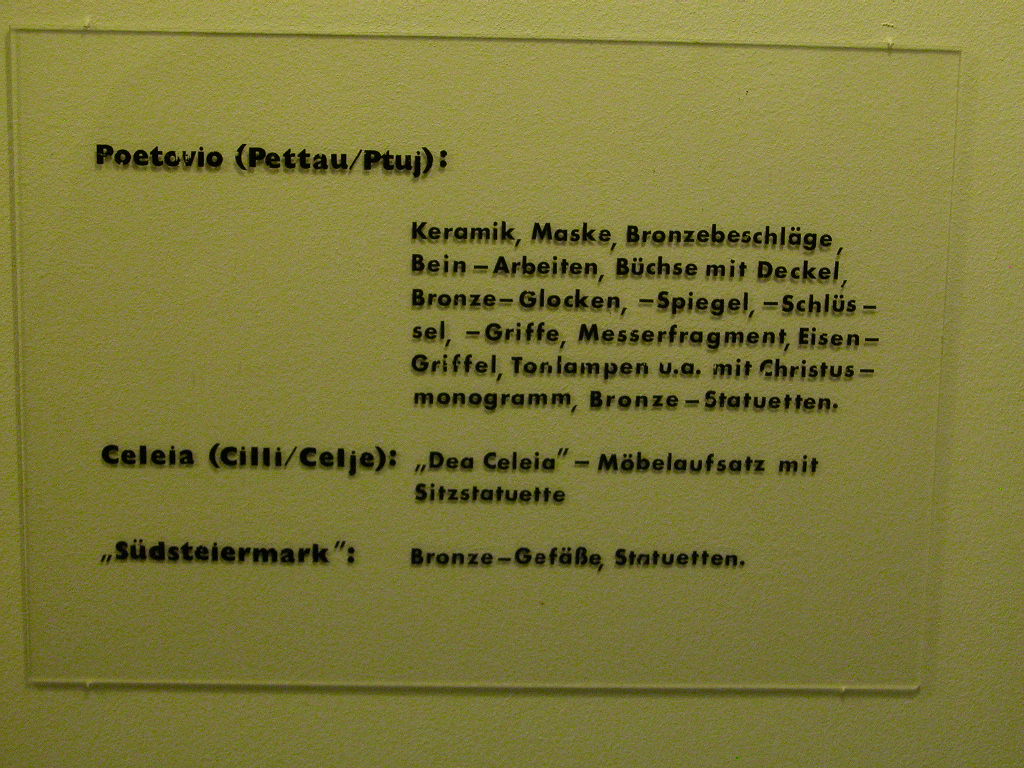 Poetovio (Pettau/Ptuj):
Keramik, Maske, Bronzebeschläge,
Bein-Arbeiten, Büchse mit Deckel,
Bronze-Glocken, -Spiegel, -Schlüs-
sel, -Griffe, Messerfragment, Eisen-
Griffel, Tonlampen u.a. mit Christus-
monogramm, Bronze-Statuetten.
Celeia (Cilli/Celje): „Dea Celeia" - Möbelaufsatz mit
Sitzstatuette
„Südsteiermark": Bronze-Gefäße, Statuetten.